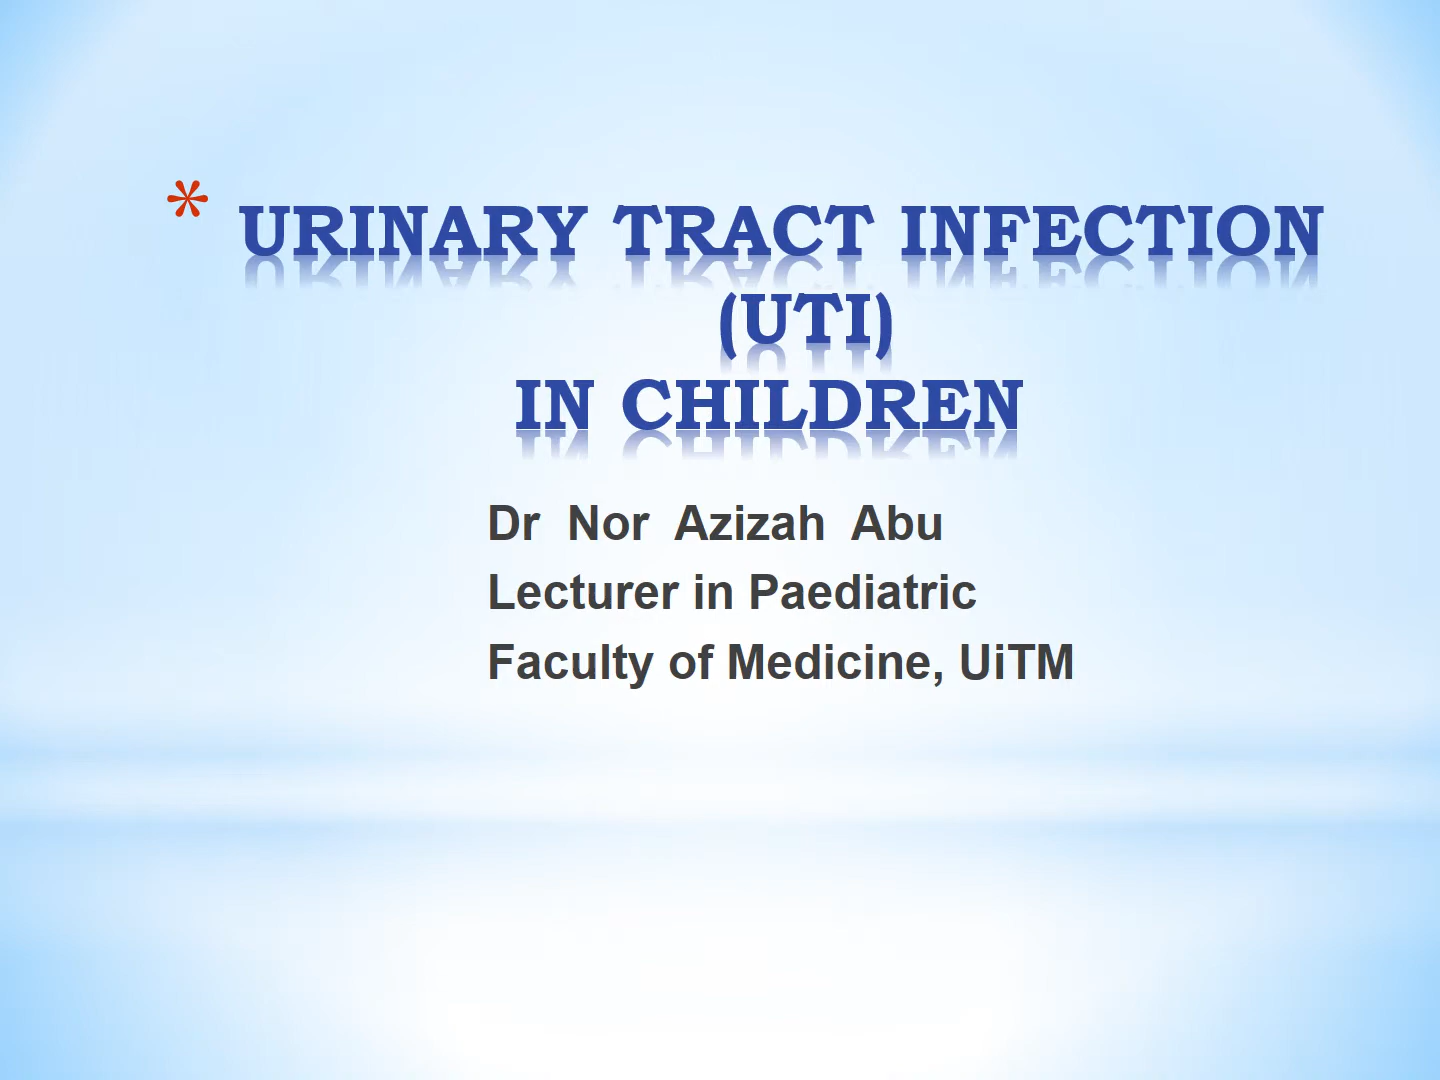 * URINARY TRACT INFECTION
(UTI)
IN CHILDREN
Dr Nor Azizah Abu
Lecturer in Paediatric
Faculty of Medicine, UiTM